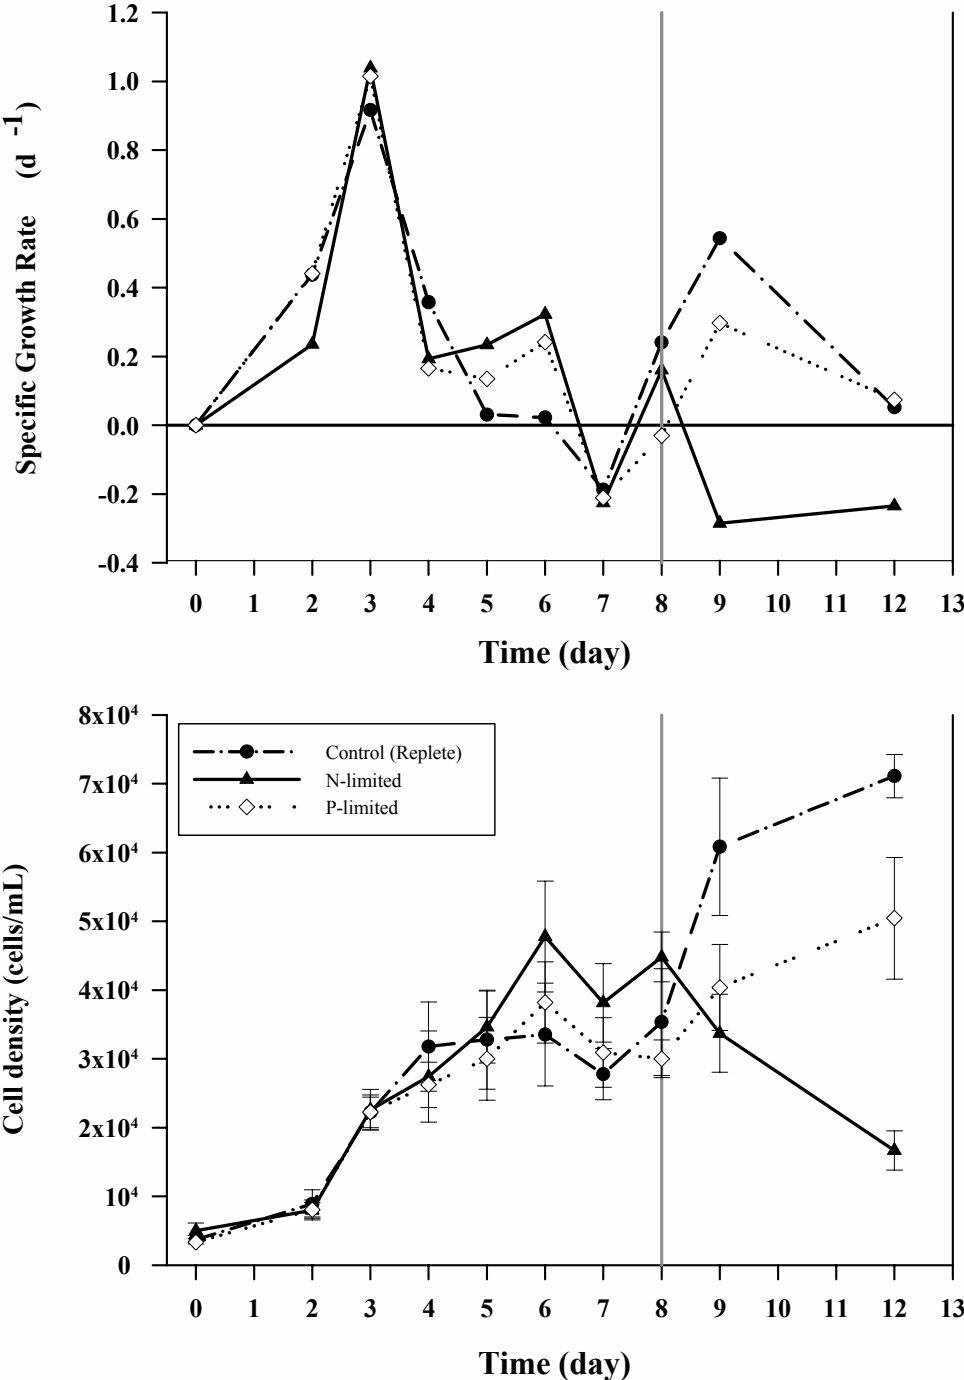 1.2
1.0
0.8
0.6
0.4
0.2
0.0
-0.2
-0.4
Specific Growth Rate (d -1)
0 1 2 3 4 5 6 7 8 9 10 11 12 13
Time (day)
8x10⁴
7x10⁴
6x10⁴
5x10⁴
4x10⁴
3x10⁴
2x10⁴
10⁴
0
Cell density (cells/mL)
Control (Replete)
N-limited
P-limited
0 1 2 3 4 5 6 7 8 9 10 11 12 13
Time (day)